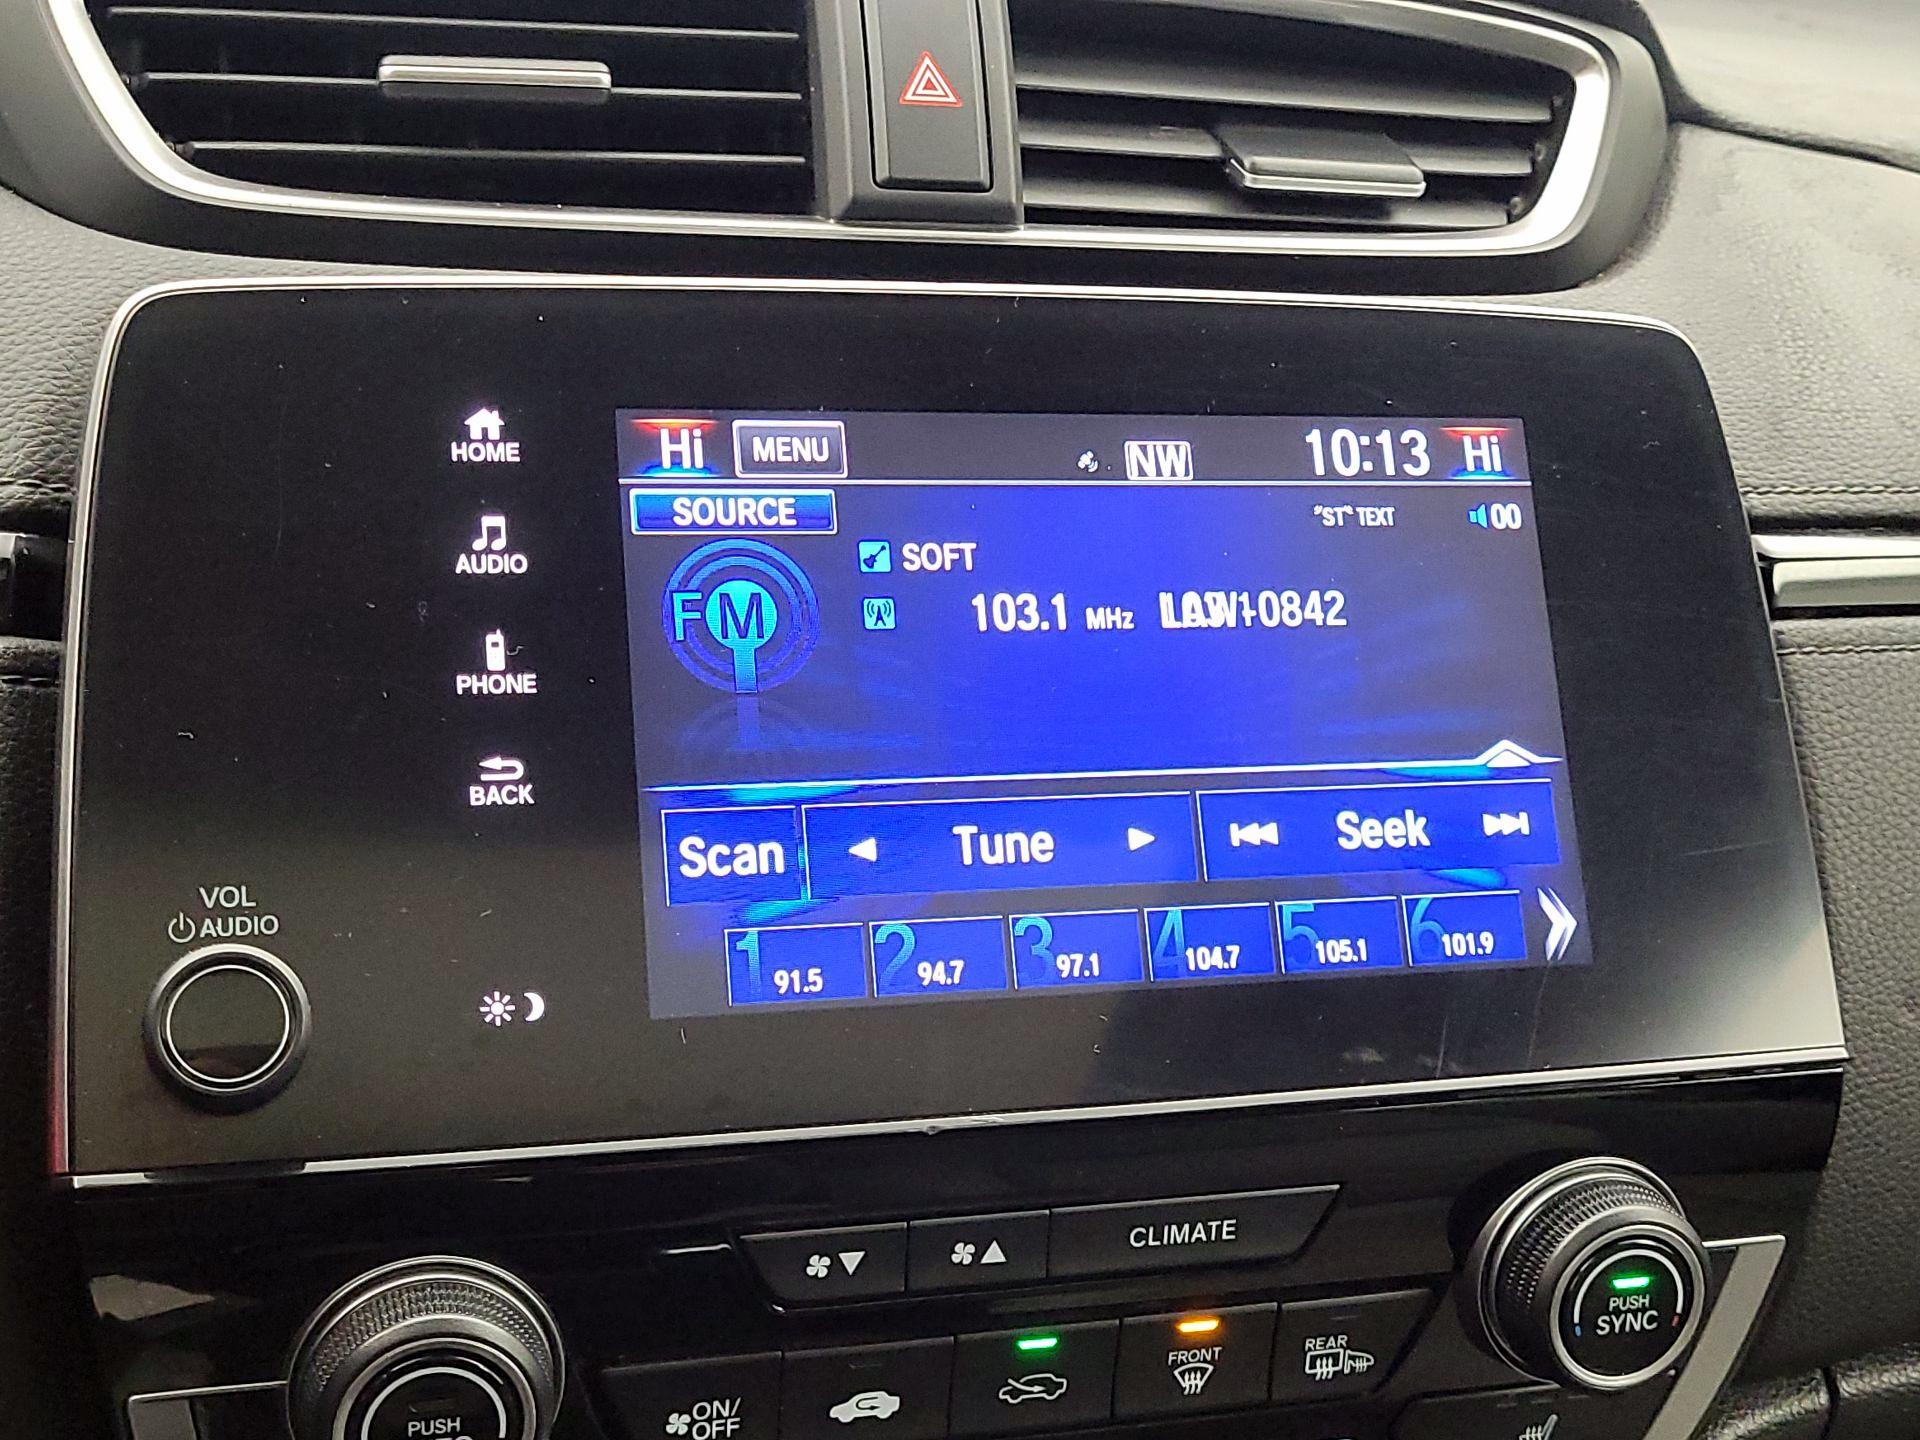 Hi MENU NW 10:13 Hi
SOURCE "ST" TEXT 00
FM
SOFT
103.1 MHz
Scan Tune Seek
1 91.5 2 94.7 3 97.1 4 104.7 5 105.1 6 101.9
HOME
AUDIO
PHONE
BACK
VOL
AUDIO
CLIMATE
PUSH
SYNC
FRONT
REAR
ON/
OFF
PUSH